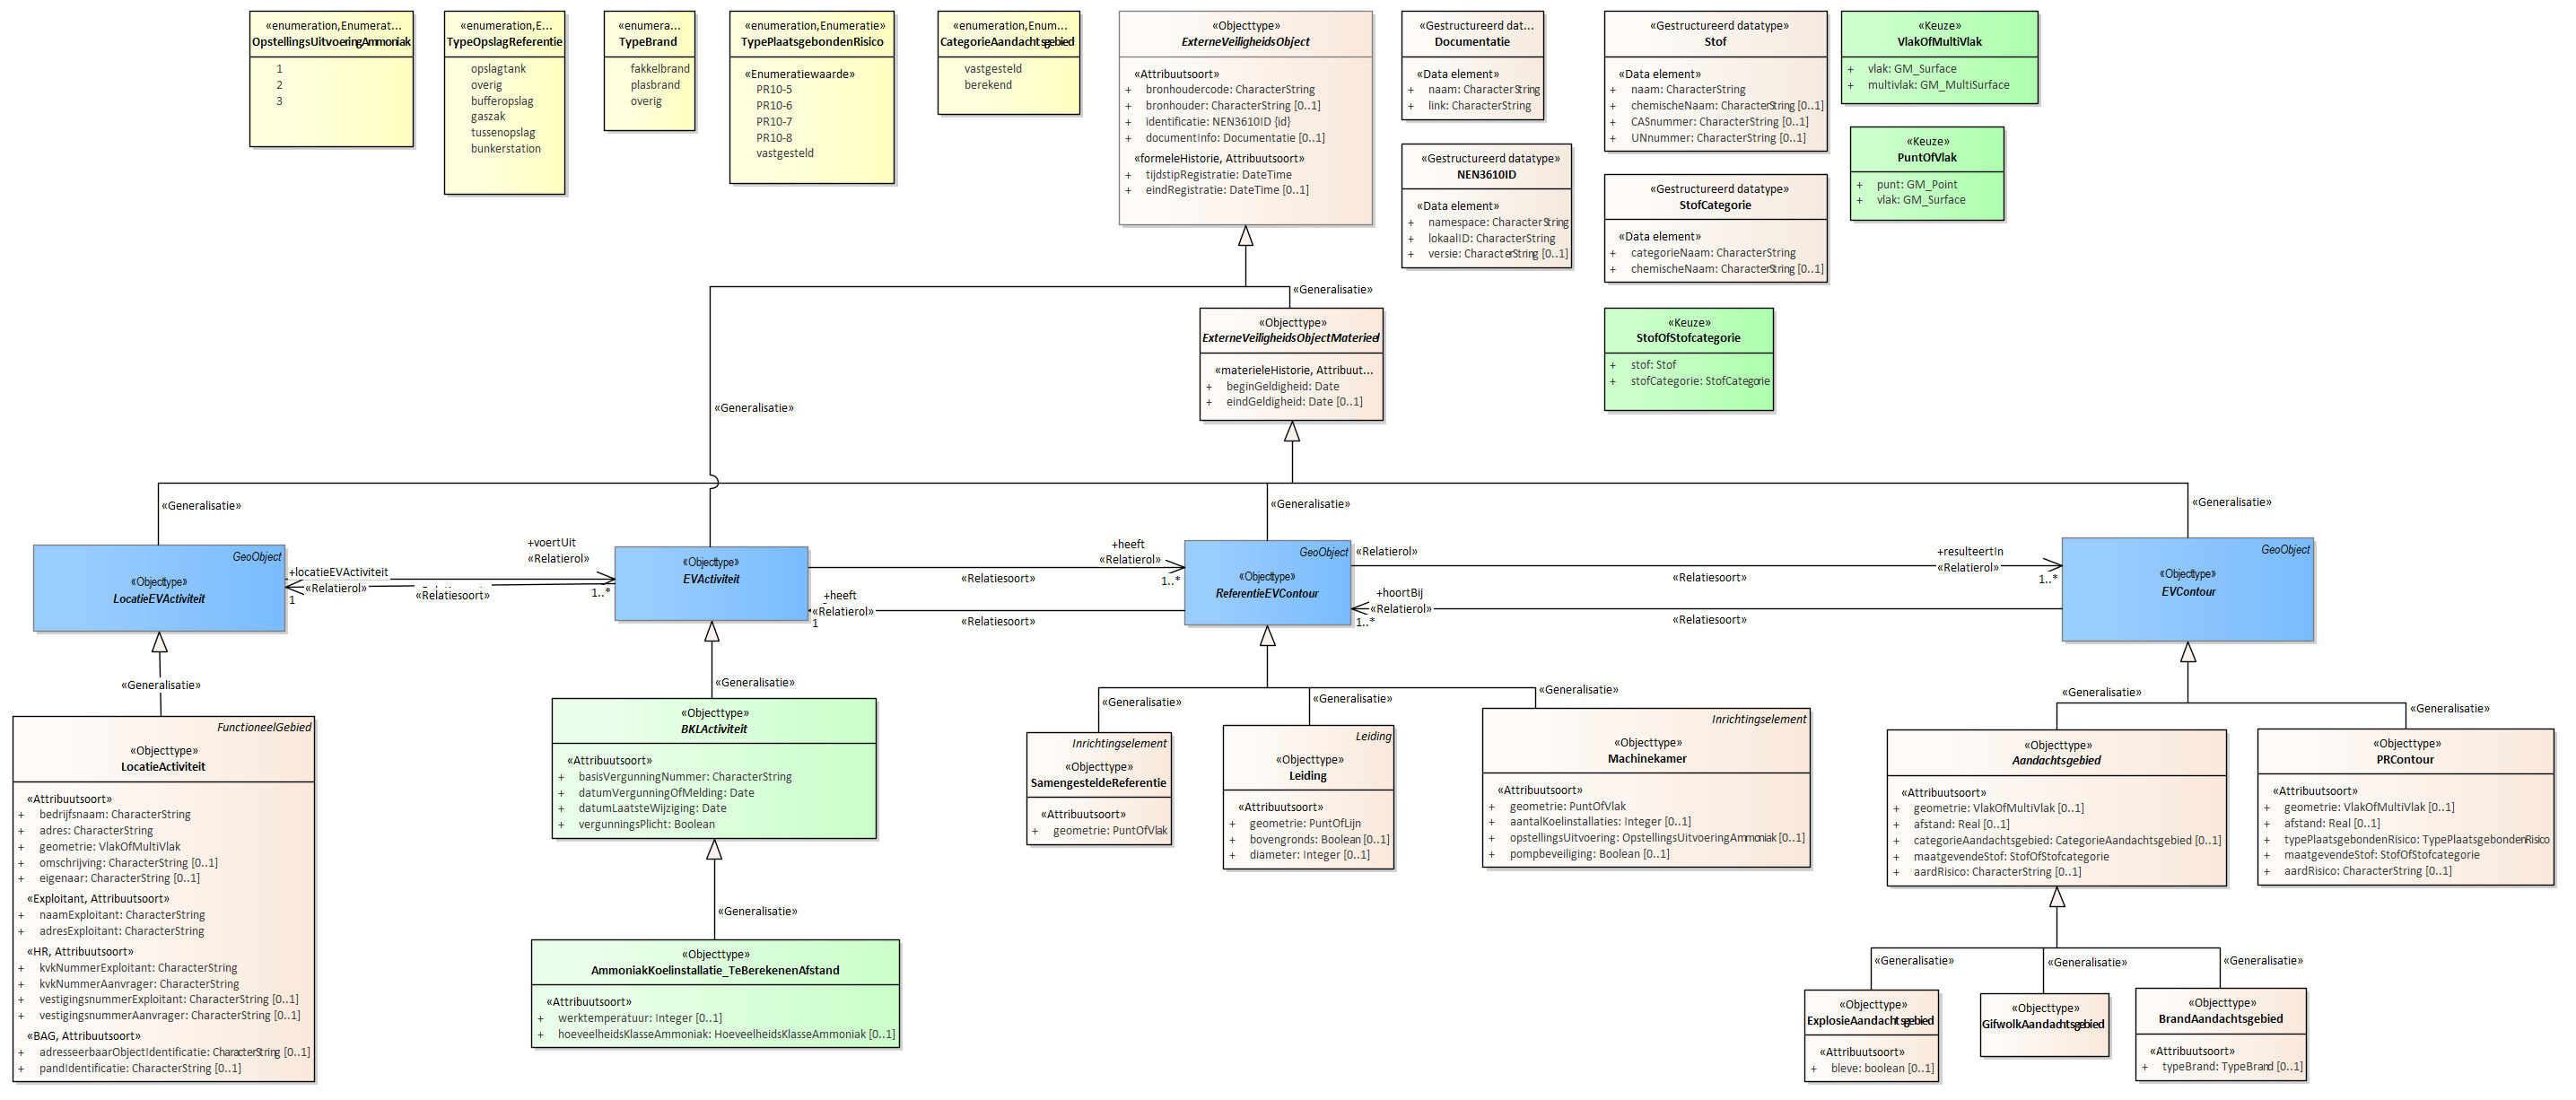 «enumeration,Enumerat...
OpstellingsUitvoeringAmmoniak
1
2
3
«enumeration,E...
TypeOpslagReferentie
opslagtank
overig
bufferopslag
gaszak
tussenopslag
bunkerstation
«enumera...
TypeBrand
fakkelbrand
plasbrand
overig
«enumeration,Enumeratie»
TypePlaatsgebondenRisico
«Enumeratiewaarde»
PR10-5
PR10-6
PR10-7
PR10-8
vastgesteld
«enumeration,Enum...
CategorieAandachtsgebied
vastgesteld
berekend
«Objecttype»
ExterneVeiligheidsObject
«Attribuutsoort»
+ bronhoudercode: CharacterString
+ bronhouder: CharacterString [0..1]
+ identificatie: NEN3610ID {id}
+ documentInfo: Documentatie [0..1]
«formeleHistorie, Attribuutsoort»
+ tijdstipRegistratie: DateTime
+ eindRegistratie: DateTime [0..1]
«Gestructureerd dat...
Documentatie
«Data element»
+ naam: CharacterString
+ link: CharacterString
«Gestructureerd datatype»
NEN3610ID
«Data element»
+ namespace: CharacterString
+ lokaalID: CharacterString
+ versie: CharacterString [0..1]
«Gestructureerd datatype»
Stof
«Data element»
+ naam: CharacterString
+ chemischeNaam: CharacterString [0..1]
+ CASnummer: CharacterString [0..1]
+ UNnummer: CharacterString [0..1]
«Gestructureerd datatype»
StofCategorie
«Data element»
+ categorieNaam: CharacterString
+ chemischeNaam: CharacterString [0..1]
«Keuze»
StofOfStofcategorie
+ stof: Stof
+ stofCategorie: StofCategorie
«Keuze»
VlakOfMultiVlak
+ vlak: GM_Surface
+ multivlak: GM_MultiSurface
«Keuze»
PuntOfVlak
+ punt: GM_Point
+ vlak: GM_Surface
«Generalisatie»
«Objecttype»
ExterneVeiligheidsObjectMaterieel
«materieleHistorie, Attribuut...
+ beginGeldigheid: Date
+ eindGeldigheid: Date [0..1]
«Generalisatie»
«Generalisatie»
«Generalisatie»
«Generalisatie»
GeoObject
«Objecttype»
LocatieEVActiviteit
+voertUit
«Relatierol»
1..*
+locatieEVActiviteit
«Relatierol»
1
«Relatiesoort»
«Objecttype»
EVActiviteit
+heeft
«Relatierol»
1..*
«Relatiesoort»
+heeft
«Relatierol»
1
«Relatiesoort»
GeoObject
«Objecttype»
ReferentieEVContour
«Relatierol»
+resulteertIn
«Relatierol»
1..*
«Relatiesoort»
+hoortBij
«Relatierol»
1..*
«Relatiesoort»
GeoObject
«Objecttype»
EVContour
«Generalisatie»
FunctioneelGebied
«Objecttype»
LocatieActiviteit
«Attribuutsoort»
+ bedrijfsnaam: CharacterString
+ adres: CharacterString
+ geometrie: VlakOfMultiVlak
+ omschrijving: CharacterString [0..1]
+ eigenaar: CharacterString [0..1]
«Exploitant, Attribuutsoort»
+ naamExploitant: CharacterString
+ adresExploitant: CharacterString
«HR, Attribuutsoort»
+ kvkNummerExploitant: CharacterString
+ kvkNummerAanvrager: CharacterString
+ vestigingsnummerExploitant: CharacterString [0..1]
+ vestigingsnummerAanvrager: CharacterString [0..1]
«BAG, Attribuutsoort»
+ adresseerbaarObjectIdentificatie: CharacterString [0..1]
+ pandIdentificatie: CharacterString [0..1]
«Generalisatie»
«Objecttype»
BKLActiviteit
«Attribuutsoort»
+ basisVergunningNummer: CharacterString
+ datumVergunningOfMelding: Date
+ datumLaatsteWijziging: Date
+ vergunningsPlicht: Boolean
«Generalisatie»
«Objecttype»
AmmoniakKoelinstallatie_TeBerekenenAfstand
«Attribuutsoort»
+ werktemperatuur: Integer [0..1]
+ hoeveelheidsKlasseAmmoniak: HoeveelheidsKlasseAmmoniak [0..1]
«Generalisatie»
«Generalisatie»
«Generalisatie»
Inrichtingselement
«Objecttype»
SamengesteldeReferentie
«Attribuutsoort»
+ geometrie: PuntOfVlak
Leiding
«Objecttype»
Leiding
«Attribuutsoort»
+ geometrie: PuntOfLijn
+ bovengronds: Boolean [0..1]
+ diameter: Integer [0..1]
Inrichtingselement
«Objecttype»
Machinekamer
«Attribuutsoort»
+ geometrie: PuntOfVlak
+ aantalKoelinstallaties: Integer [0..1]
+ opstellingsUitvoering: OpstellingsUitvoeringAmmoniak [0..1]
+ pompbeveiliging: Boolean [0..1]
«Generalisatie»
«Generalisatie»
«Objecttype»
Aandachtsgebied
«Attribuutsoort»
+ geometrie: VlakOfMultiVlak [0..1]
+ afstand: Real [0..1]
+ categorieAandachtsgebied: CategorieAandachtsgebied [0..1]
+ maatgevendeStof: StofOfStofcategorie
+ aardRisico: CharacterString [0..1]
«Objecttype»
PRContour
«Attribuutsoort»
+ geometrie: VlakOfMultiVlak [0..1]
+ afstand: Real [0..1]
+ typePlaatsgebondenRisico: TypePlaatsgebondenRisico
+ maatgevendeStof: StofOfStofcategorie
+ aardRisico: CharacterString [0..1]
«Generalisatie»
«Generalisatie»
«Generalisatie»
«Objecttype»
ExplosieAandachtsgebied
«Attribuutsoort»
+ bleve: boolean [0..1]
«Objecttype»
GifwolkAandachtsgebied
«Objecttype»
BrandAandachtsgebied
«Attribuutsoort»
+ typeBrand: TypeBrand [0..1]